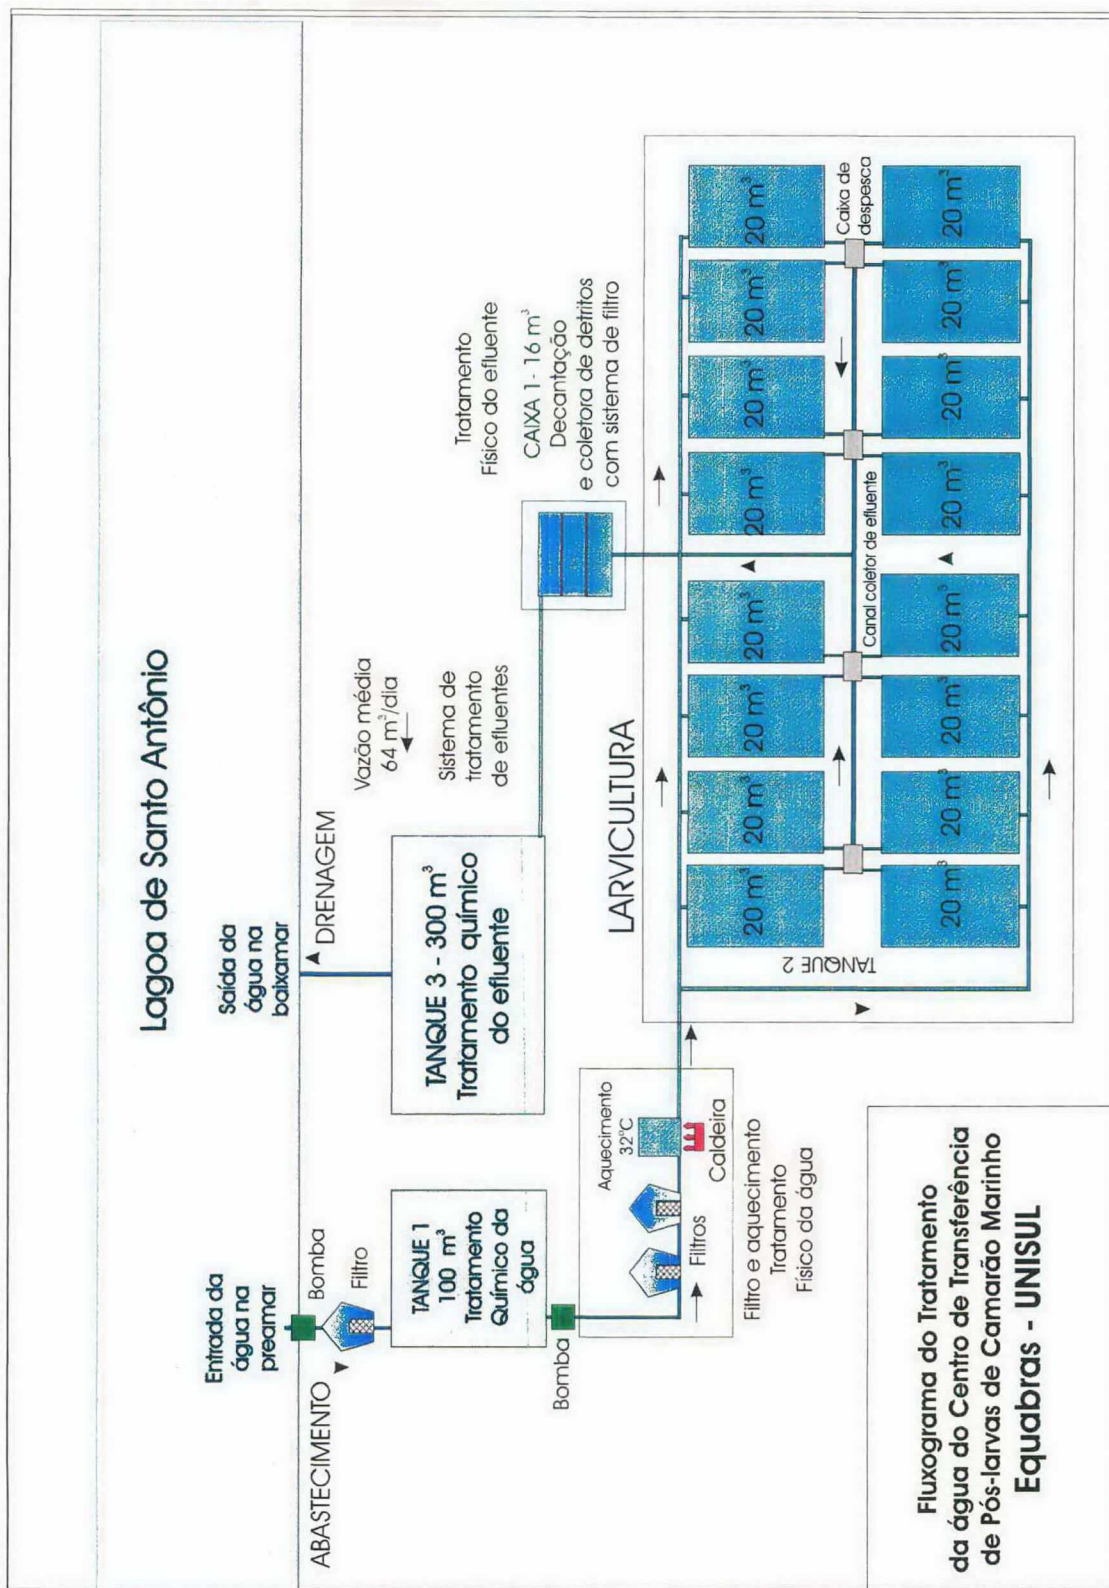 Lagoa de Santo Antônio
Entrada da
água na
preamar
Saída da
água na
baixamar
ABASTECIMENTO
Bomba
Filtro
DRENAGEM
Vazão média
64 m³/dia
TANQUE 1
100 m³
Tratamento
Químico da
água
TANQUE 3 - 300 m³
Tratamento químico
do efluente
Sistema de
tratamento
de efluentes
Tratamento
Físico do efluente
CAIXA 1 - 16 m³
Decantação
e coletora de detritos
com sistema de filtro
Bomba
Aquecimento
32°C
Filtros
Caldeira
Filtro e aquecimento
Tratamento
Físico da água
LARVICULTURA
TANQUE 2
20 m³
20 m³
20 m³
20 m³
20 m³
20 m³
20 m³
20 m³
Caixa de
despesca
Canal coletor de efluente
20 m³
20 m³
20 m³
20 m³
20 m³
20 m³
20 m³
20 m³
Fluxograma do Tratamento
da água do Centro de Transferência
de Pós-larvas de Camarão Marinho
Equabras - UNISUL